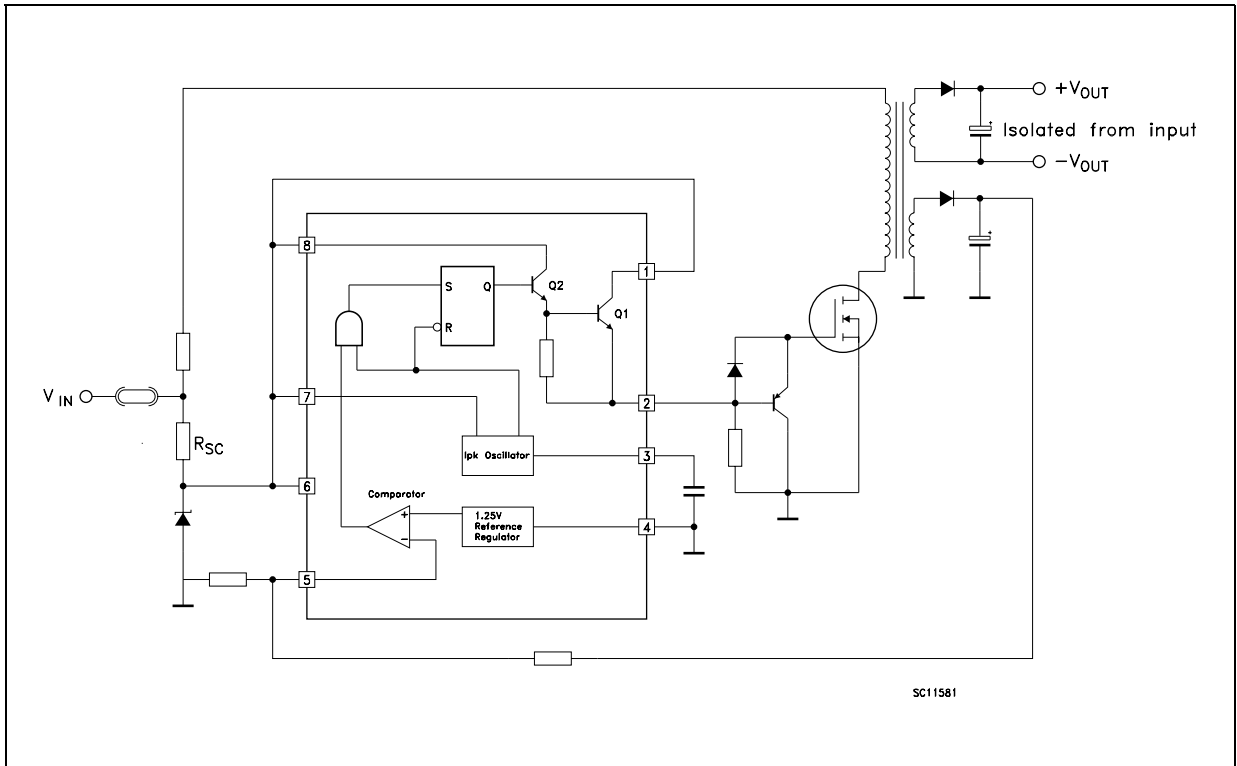 +VOUT
Isolated from input
-VOUT
8
1
S Q
Q2
Q1
R
VIN
7
2
RSC
Ipk Oscillator
3
6
Comparator
+
1.25V
Reference
Regulator
4
-
5
SC11581